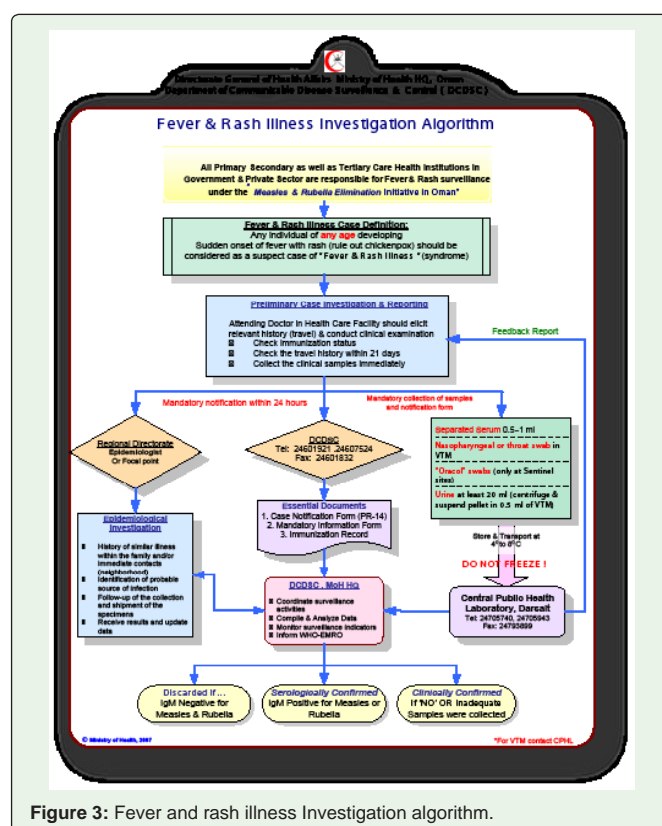 Directorate General of Health Affairs Ministry of Health HQ, Oman
Department of Communicable Disease Surveillance & Control ( DCDSC )
Fever & Rash Illness Investigation Algorithm
All Primary Secondary as well as Tertiary Care Health Institutions in
Government & Private Sector are responsible for Fever & Rash surveillance
under the "Measles & Rubella Elimination Initiative in Oman"
Fever & Rash Illness Case Definition:
Any individual of any age developing
Sudden onset of fever with rash (rule out chickenpox) should be
considered as a suspect case of "Fever & Rash Illness "(syndrome)
Preliminary Case Investigation & Reporting
Attending Doctor in Health Care Facility should elicit
relevant history (travel) & conduct clinical examination
Check immunization status
Check the travel history within 21 days
Collect the clinical samples immediately
Feedback Report
Mandatory notification within 24 hours
Mandatory collection of samples
and notification form
Regional Directorate
Epidemiologist
Or Focal point
DCDSC
Tel: 24601921 ,24607524
Fax: 24601832
Separated Serum 0.5–1 ml
Nasopharyngeal or throat swab in
VTM
"Oracol" swabs (only at Sentinel
sites)
Urine at least 20 ml (centrifuge &
suspend pellet in 0.5 ml of VTM)
Essential Documents
1. Case Notification Form (PR-14)
2. Mandatory Information Form
3. Immunization Record
Epidemiological
Investigation
History of similar illness
within the family and/or
immediate contacts
(neighborhood)
Identification of probable
source of infection
Follow-up of the collection
and shipment of the
specimens
Receive results and update
data
Store & Transport at
4⁰ to 8⁰C
DO NOT FREEZE !
DCDSC , MoH HQ
Coordinate surveillance
activities
Compile & Analyze Data
Monitor surveillance indicators
Inform WHO-EMRO
Central Public Health
Laboratory, Darsait
Tel: 24705740, 24705943
Fax: 24793899
Discarded If ...
IgM Negative for
Measles & Rubella
Serologically Confirmed
IgM Positive for Measles or
Rubella
Clinically Confirmed
If 'NO' OR Inadequate
Samples were collected
© Ministry of Health, 2007
*For VTM contact CPHL
Figure 3: Fever and rash illness Investigation algorithm.